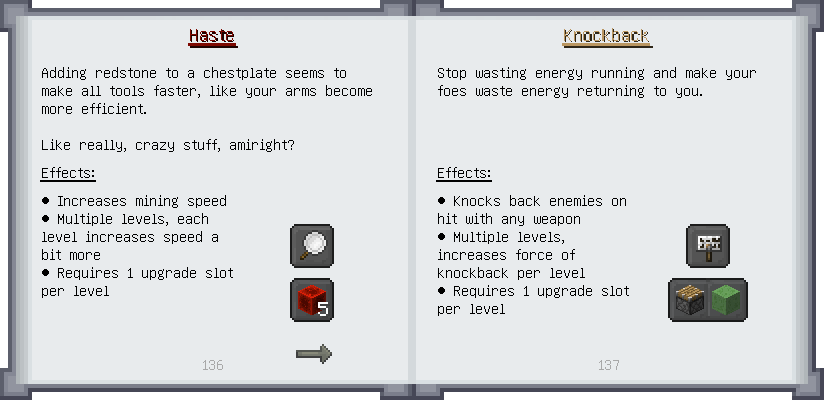 Haste
Adding redstone to a chestplate seems to
make all tools faster, like your arms become
more efficient.
Like really, crazy stuff, amiright?
Effects:
• Increases mining speed
• Multiple levels, each
level increases speed a
bit more
• Requires 1 upgrade slot
per level
5
136
Knockback
Stop wasting energy running and make your
foes waste energy returning to you.
Effects:
• Knocks back enemies on
hit with any weapon
• Multiple levels,
increases force of
knockback per level
• Requires 1 upgrade slot
per level
137